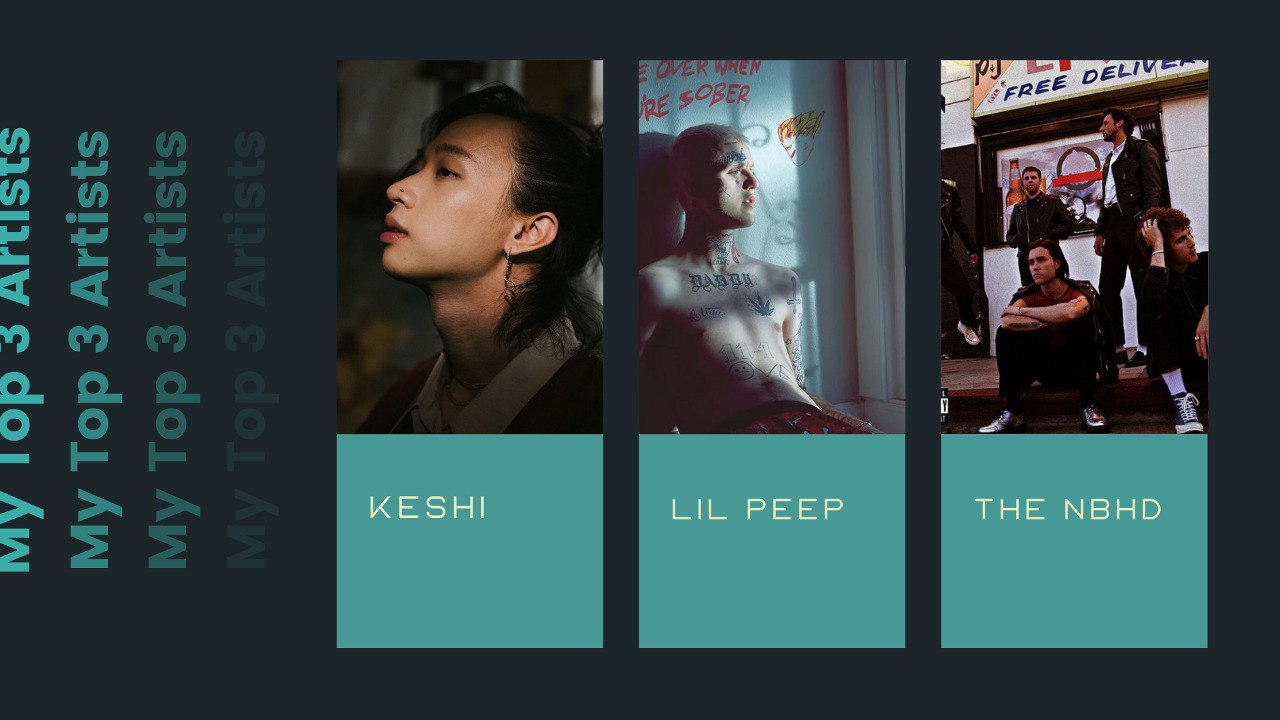 My Top 3 Artists
My Top 3 Artists
My Top 3 Artists
My Top 3 Artists
E OVER WHEN
'RE SOBER
DADDY
FREE DELIVER
KESHI
LIL PEEP
THE NBHD